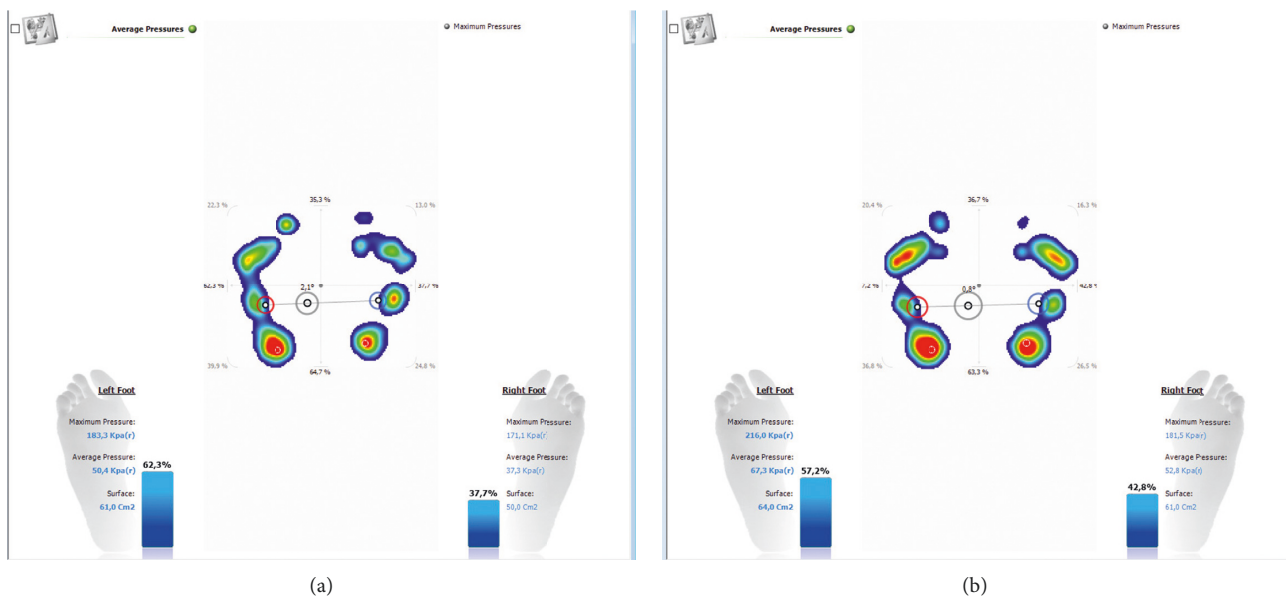 Average Pressures
Maximum Pressures
22,3 %
35,3 %
13,0 %
62,3 %
2,1°
37,7 %
39,9 %
64,7 %
24,8 %
Left Foot
Maximum Pressure:
183,3 Kpa(r)
Average Pressure:
50,4 Kpa(r)
62,3%
Surface:
61,0 Cm2
Right Foot
Maximum Pressure:
171,1 Kpa(r)
Average Pressure:
37,3 Kpa(r)
37,7%
Surface:
50,0 Cm2
(a)
Average Pressures
Maximum Pressures
20,4 %
36,7 %
16,3 %
7,2 %
0,8°
42,8 %
36,8 %
63,3 %
26,5 %
Left Foot
Maximum Pressure:
216,0 Kpa(r)
Average Pressure:
67,3 Kpa(r)
57,2%
Surface:
64,0 Cm2
Right Foot
Maximum Pressure:
181,5 Kpa(r)
Average Pressure:
52,8 Kpa(r)
42,8%
Surface:
61,0 Cm2
(b)